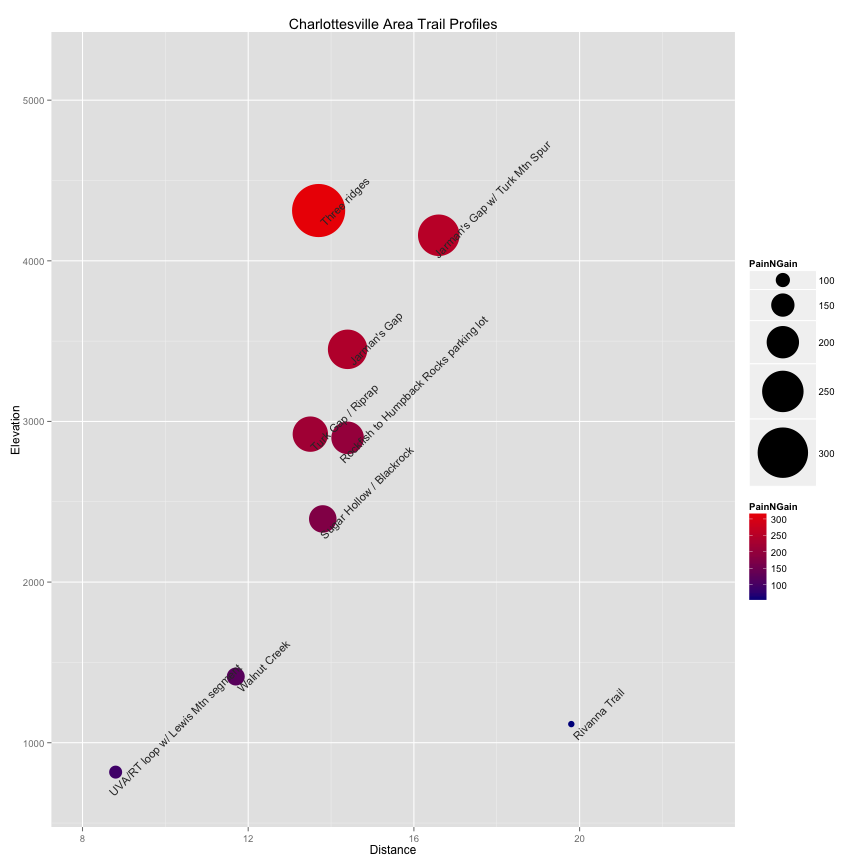 Charlottesville Area Trail Profiles
Elevation
5000
4000
3000
2000
1000
Three ridges
Jarman's Gap w/ Turk Mtn Spur
Jarman's Gap
Turk Gap / Riprap
Rockfish to Humpback Rocks parking lot
Sugar Hollow / Blackrock
UVA/RT loop w/ Lewis Mtn segment
Walnut Creek
Rivanna Trail
8
12
16
20
Distance
PainNGain
100
150
200
250
300
PainNGain
300
250
200
150
100